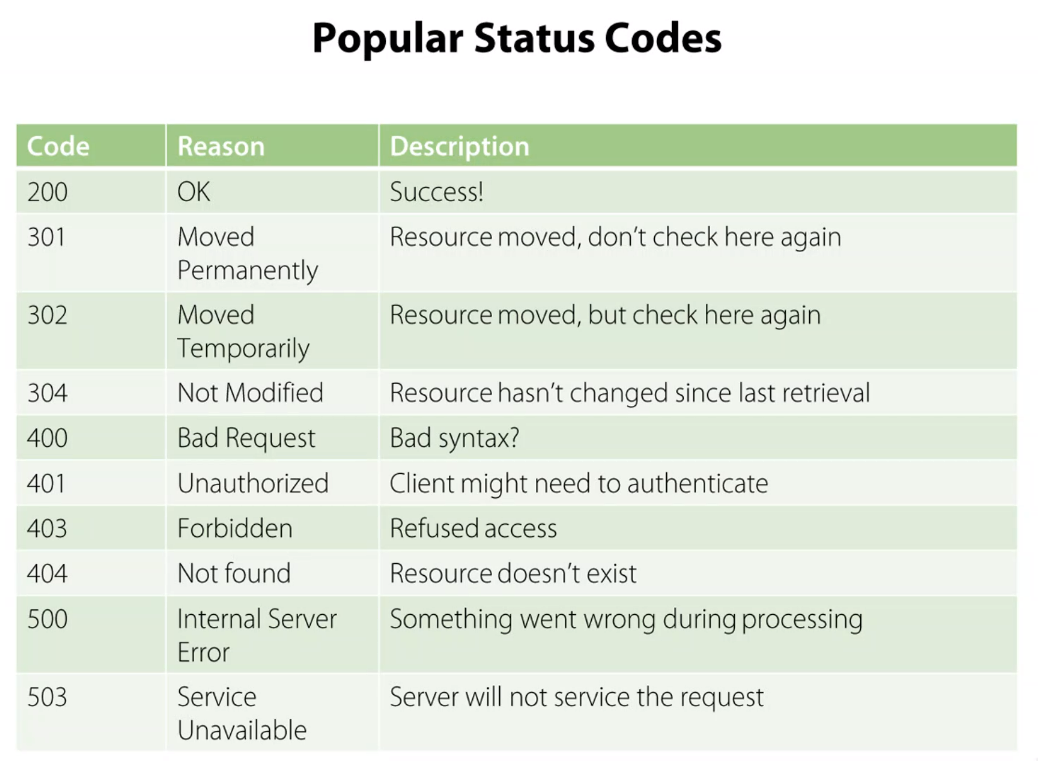 Popular Status Codes
Code Reason Description
200 OK Success!
301 Moved Resource moved, don't check here again
Permanently
302 Moved Resource moved, but check here again
Temporarily
304 Not Modified Resource hasn't changed since last retrieval
400 Bad Request Bad syntax?
401 Unauthorized Client might need to authenticate
403 Forbidden Refused access
404 Not found Resource doesn't exist
500 Internal Server Something went wrong during processing
Error
503 Service Server will not service the request
Unavailable